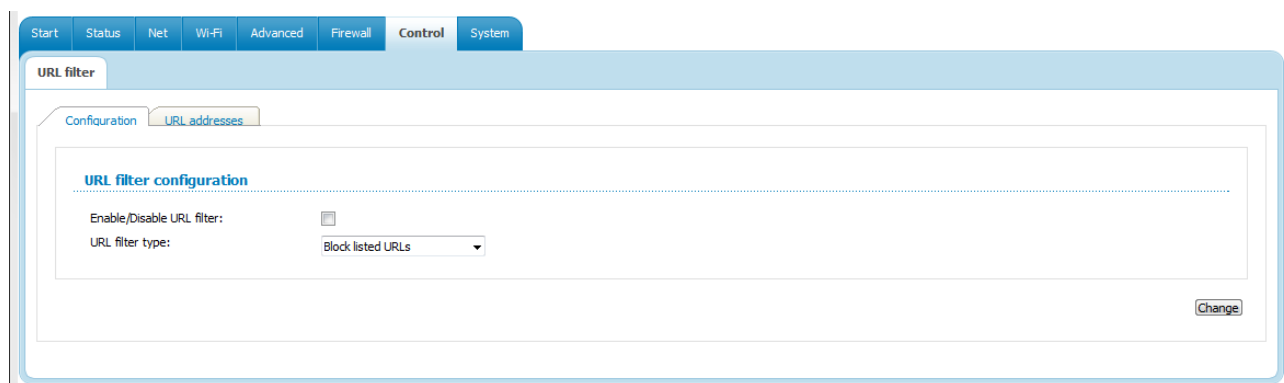 Start Status Net Wi-Fi Advanced Firewall Control System
URL filter
Configuration URL addresses
URL filter configuration
Enable/Disable URL filter:
URL filter type: Block listed URLs
Change